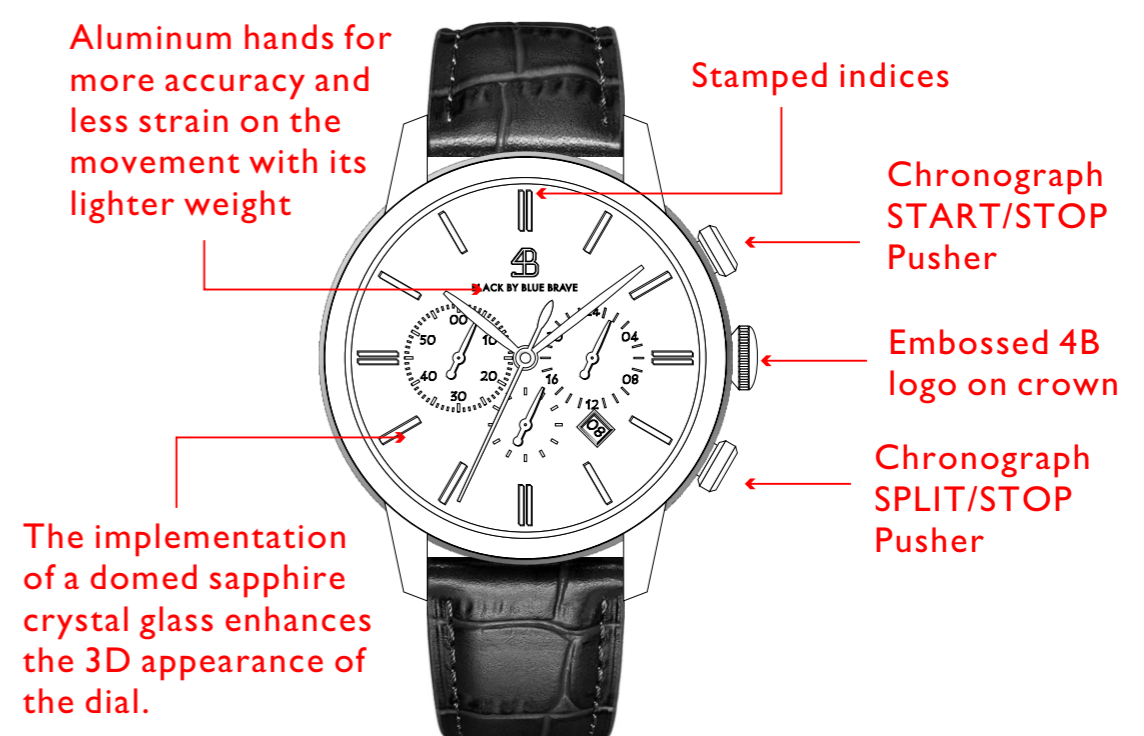 Aluminum hands for
more accuracy and
less strain on the
movement with its
lighter weight
Stamped indices
Chronograph
START/STOP
Pusher
Embossed 4B
logo on crown
Chronograph
SPLIT/STOP
Pusher
The implementation
of a domed sapphire
crystal glass enhances
the 3D appearance of
the dial.
4B
BLACK BY BLUE BRAVE
00
10
20
30
40
50
04
08
12
16
08